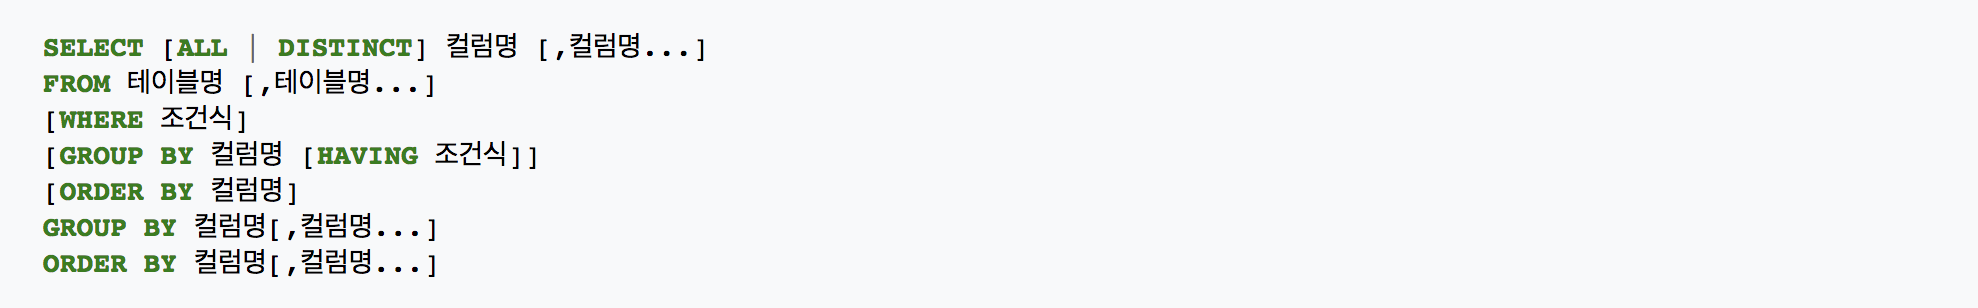 SELECT [ALL | DISTINCT] 컬럼명 [,컬럼명...]
FROM 테이블명 [,테이블명...]
[WHERE 조건식]
[GROUP BY 컬럼명 [HAVING 조건식]]
[ORDER BY 컬럼명]
GROUP BY 컬럼명[,컬럼명...]
ORDER BY 컬럼명[,컬럼명...]